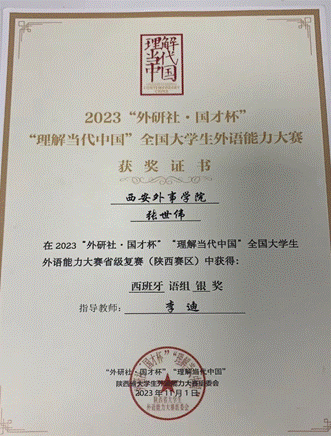 理解
当代
中国
2023“外研社·国才杯”
“理解当代中国”全国大学生外语能力大赛
获奖证书
西安外事学院
张世伟
在2023“外研社·国才杯”“理解当代中国”全国大学生
外语能力大赛省级复赛（陕西赛区）中获得：
西班牙 语组 银 奖
指导教师： 李迪
“外研社·国才杯”“理解当代中国”
陕西省大学生外语能力大赛组委会
2023年11月1日